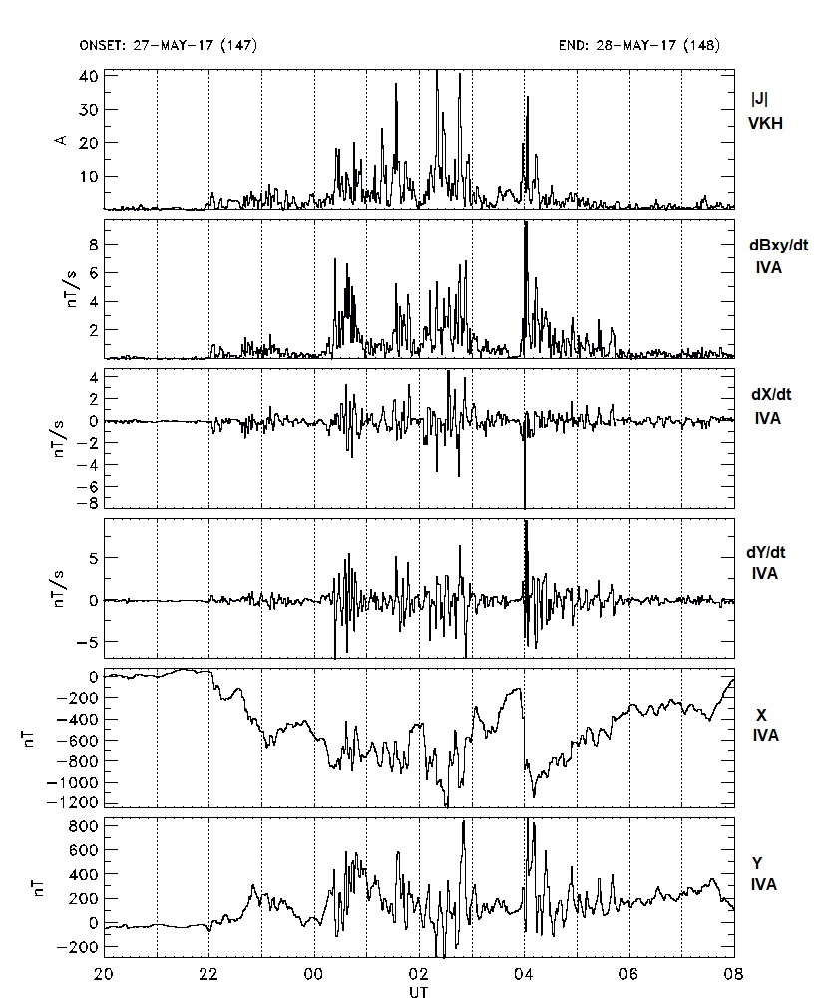 ONSET: 27-MAY-17 (147) END: 28-MAY-17 (148)
40
30
20
10
A
|J|
VKH
8
6
4
2
nT/s
dBxy/dt
IVA
4
2
0
-2
-4
-6
-8
nT/s
dX/dt
IVA
5
0
-5
nT/s
dY/dt
IVA
0
-200
-400
-600
-800
-1000
-1200
nT
X
IVA
800
600
400
200
0
-200
nT
Y
IVA
20 22 00 02 04 06 08
UT